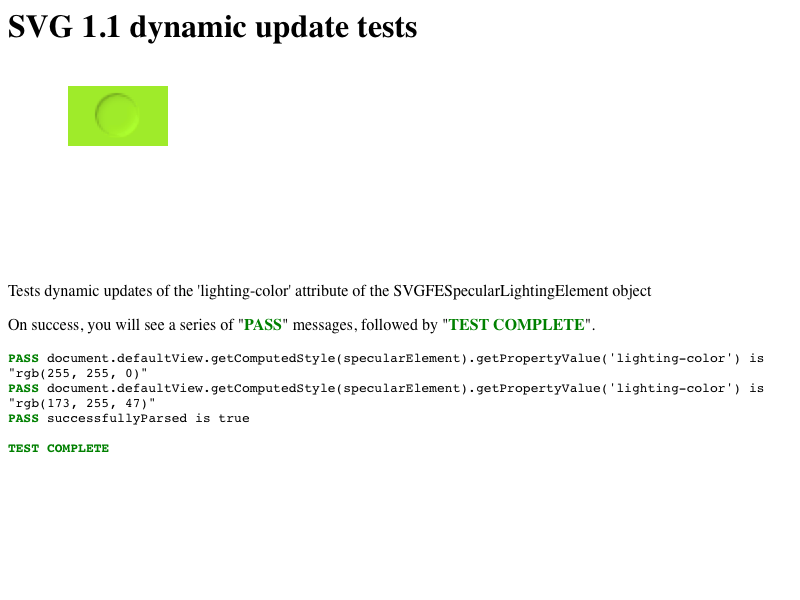 SVG 1.1 dynamic update tests
Tests dynamic updates of the 'lighting-color' attribute of the SVGFESpecularLightingElement object
On success, you will see a series of "PASS" messages, followed by "TEST COMPLETE".
PASS document.defaultView.getComputedStyle(specularElement).getPropertyValue('lighting-color') is
"rgb(255, 255, 0)"
PASS document.defaultView.getComputedStyle(specularElement).getPropertyValue('lighting-color') is
"rgb(173, 255, 47)"
PASS successfullyParsed is true
TEST COMPLETE